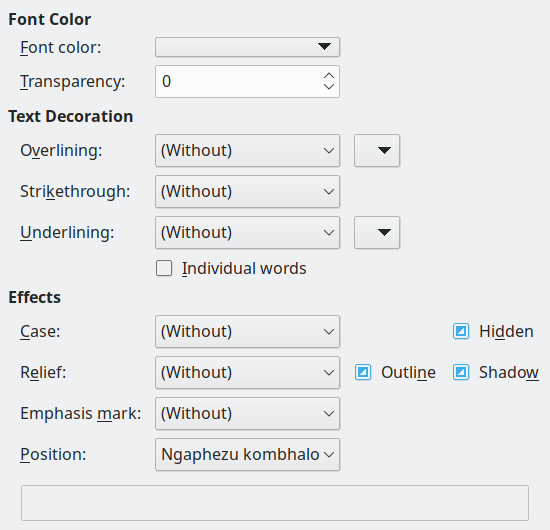 Font Color
Font color:
Transparency: 0
Text Decoration
Overlining: (Without)
Strikethrough: (Without)
Underlining: (Without)
Individual words
Effects
Case: (Without) Hidden
Relief: (Without) Outline Shadow
Emphasis mark: (Without)
Position: Ngaphezu kombhalo